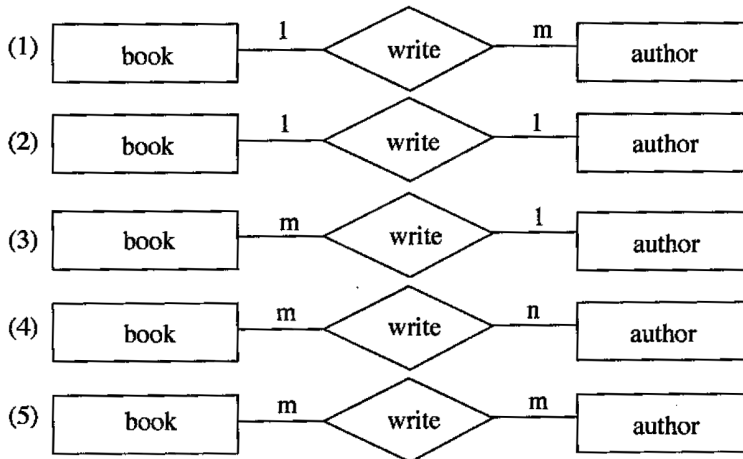 (1) book 1 write m author
(2) book 1 write 1 author
(3) book m write 1 author
(4) book m write n author
(5) book m write m author